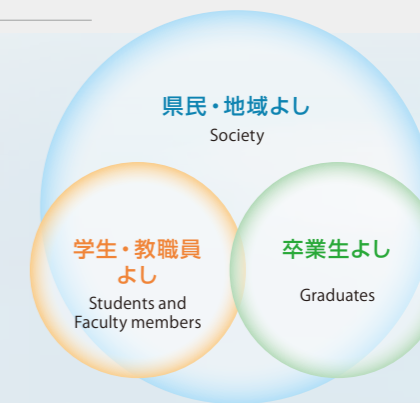 県民・地域よし
Society
学生・教職員
よし
Students and
Faculty members
卒業生よし
Graduates